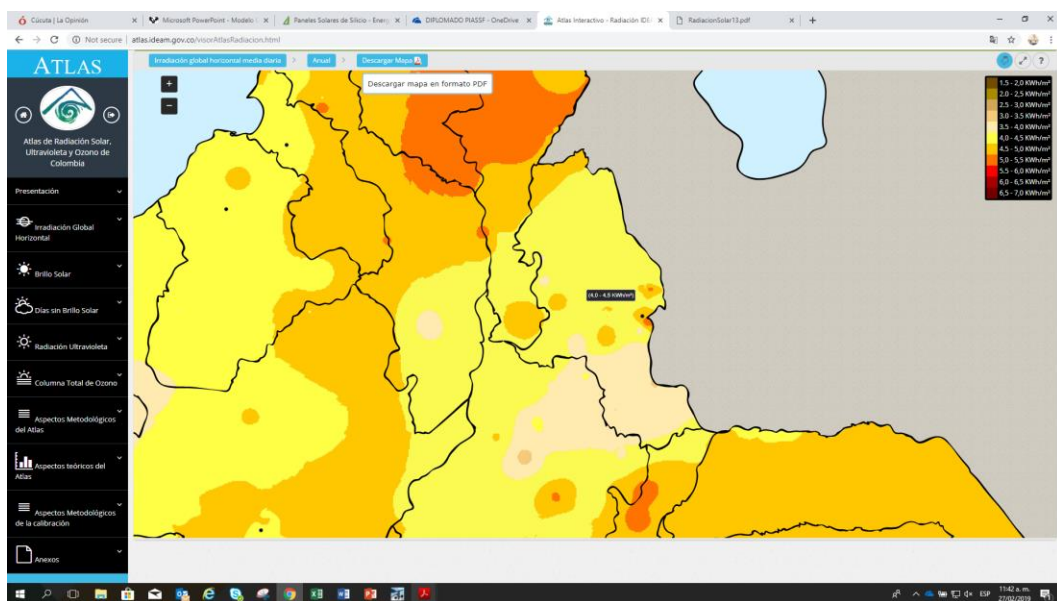 Cúcuta | La Opinión
Microsoft PowerPoint - Modelo
Paneles Solares de Silicio - Energ
DIPLOMADO PIASSF - OneDrive
Atlas Interactivo - Radiación IDE
RadiacionSolar13.pdf
Not secure | atlas.ideam.gov.co/visorAtlasRadiacion.html
ATLAS
Atlas de Radiación Solar,
Ultravioleta y Ozono de
Colombia
Presentación
Irradiación Global
Horizontal
Brillo Solar
Días sin Brillo Solar
Radiación Ultravioleta
Columna Total de Ozono
Aspectos Metodológicos
del Atlas
Aspectos teóricos del
Atlas
Aspectos Metodológicos
de la calibración
Anexos
Irradiación global horizontal media diaria > Anual > Descargar Mapa
Descargar mapa en formato PDF
+
-
?
1.5 - 2,0 KWh/m²
2.0 - 2,5 KWh/m²
2.5 - 3,0 KWh/m²
3.0 - 3.5 KWh/m²
3.5 - 4,0 KWh/m²
4,0 - 4,5 KWh/m²
4.5 - 5,0 KWh/m²
5,0 - 5,5 KWh/m²
5.5 - 6,0 KWh/m²
6,0 - 6,5 KWh/m²
6,5 - 7,0 KWh/m²
ESP
11:42 a. m.
27/02/2019